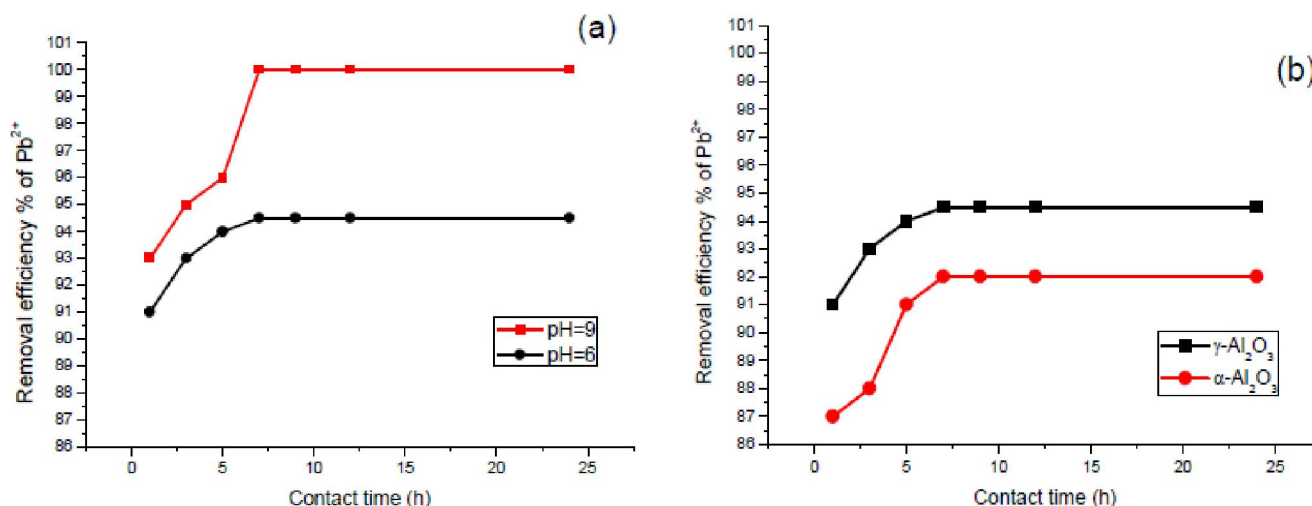 (a)
Removal efficiency % of Pb²⁺
101
100
99
98
97
96
95
94
93
92
91
90
89
88
87
86
pH=9
pH=6
0 5 10 15 20 25
Contact time (h)
(b)
Removal efficiency % of Pb²⁺
101
100
99
98
97
96
95
94
93
92
91
90
89
88
87
86
γ-Al₂O₃
α-Al₂O₃
0 5 10 15 20 25
Contact time (h)